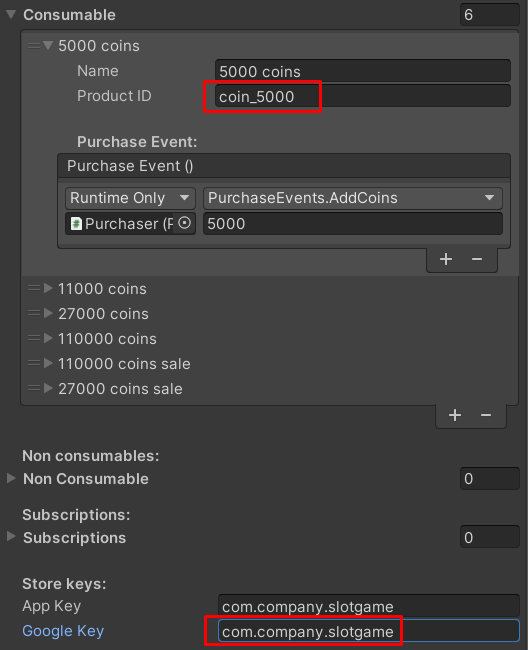 Consumable 6
5000 coins
Name 5000 coins
Product ID coin_5000
Purchase Event:
Purchase Event ()
Runtime Only PurchaseEvents.AddCoins
Purchaser (P 5000
+ −
11000 coins
27000 coins
110000 coins
110000 coins sale
27000 coins sale
+ −
Non consumables:
Non Consumable 0
Subscriptions:
Subscriptions 0
Store keys:
App Key com.company.slotgame
Google Key com.company.slotgame